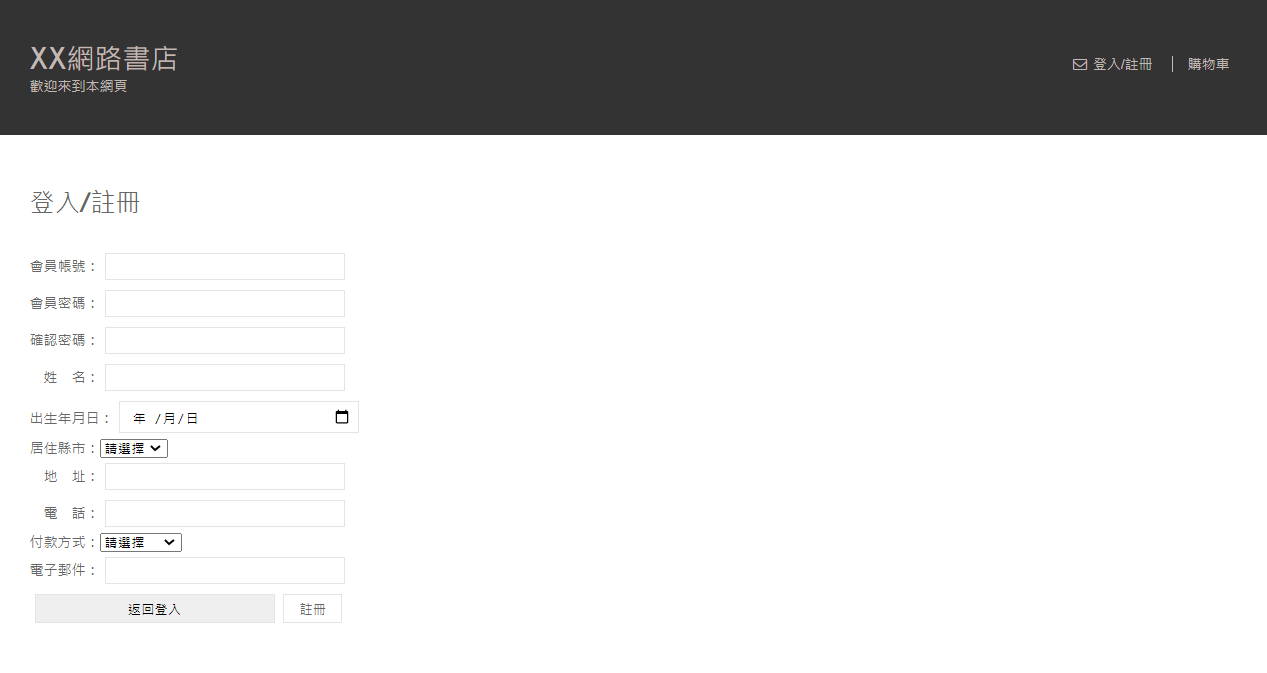 XX網路書店
歡迎來到本網頁
登入/註冊
購物車
登入/註冊
會員帳號：
會員密碼：
確認密碼：
姓　名：
出生年月日： 年 /月/日
居住縣市： 請選擇
地　址：
電　話：
付款方式： 請選擇
電子郵件：
返回登入 註冊